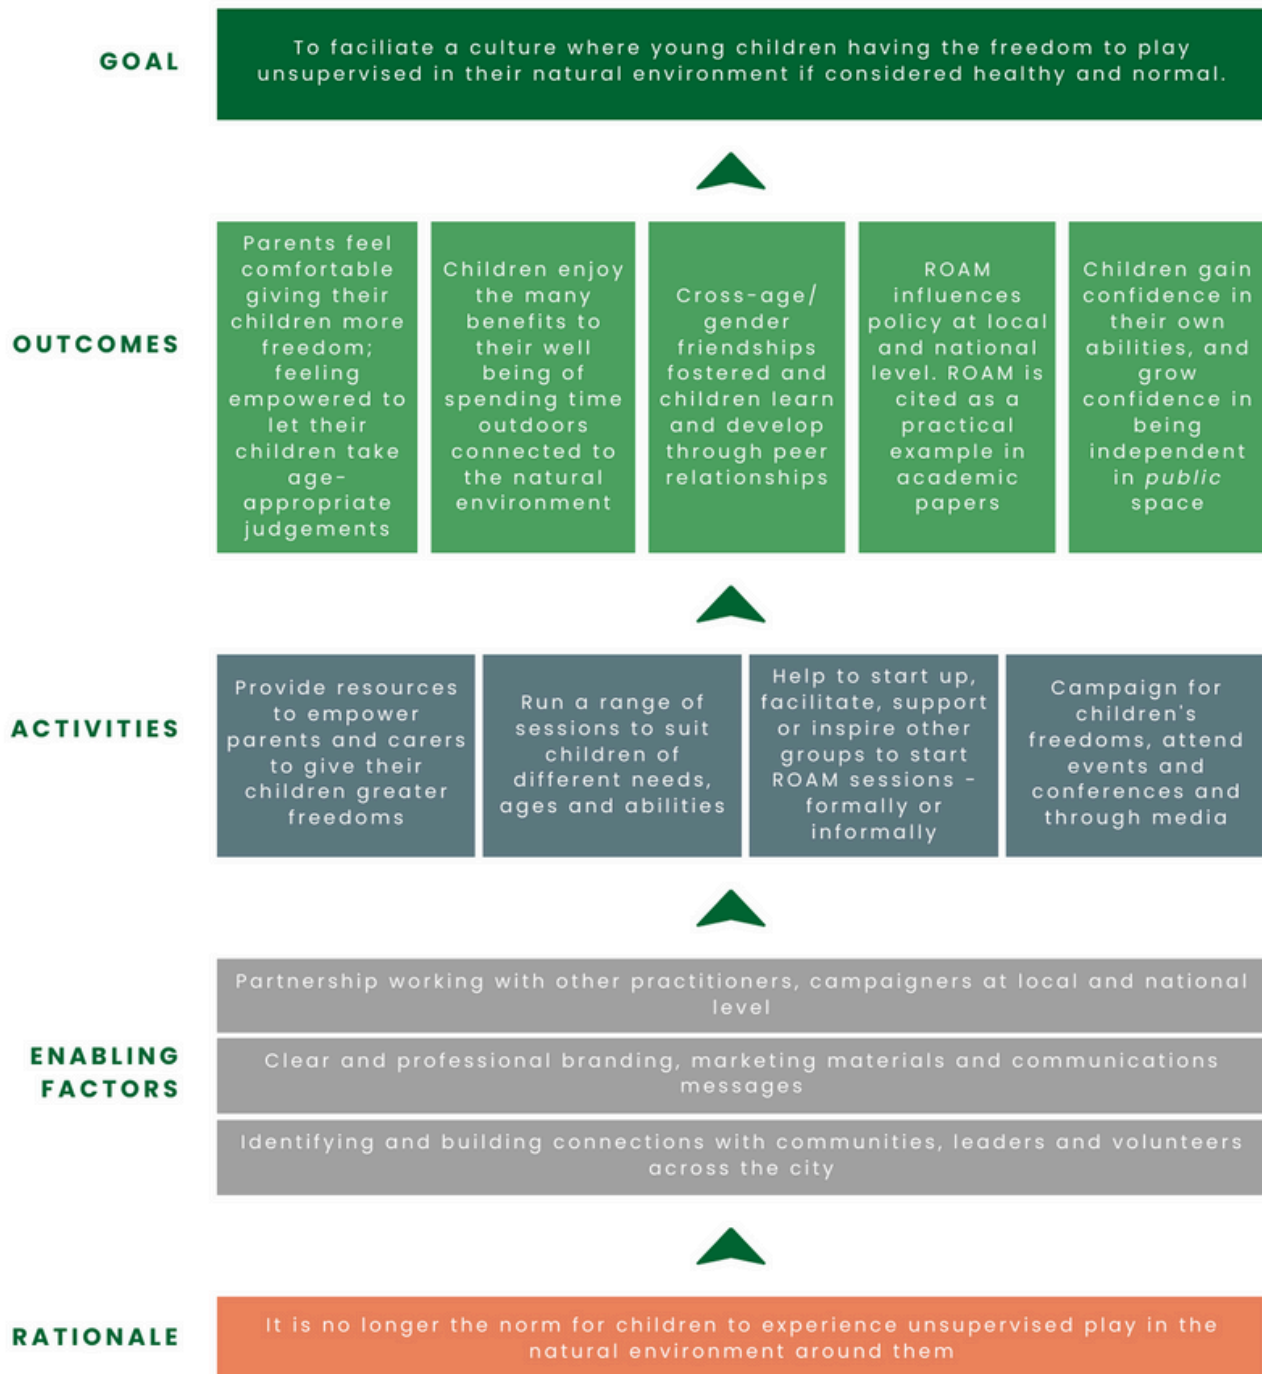 GOAL
To faciliate a culture where young children having the freedom to play
unsupervised in their natural environment if considered healthy and normal.
OUTCOMES
Parents feel
comfortable
giving their
children more
freedom;
feeling
empowered to
let their
children take
age-
appropriate
judgements
Children enjoy
the many
benefits to
their well
being of
spending time
outdoors
connected to
the natural
environment
Cross-age/
gender
friendships
fostered and
children learn
and develop
through peer
relationships
ROAM
influences
policy at local
and national
level. ROAM is
cited as a
practical
example in
academic
papers
Children gain
confidence in
their own
abilities, and
grow
confidence in
being
independent
in public
space
ACTIVITIES
Provide resources
to empower
parents and carers
to give their
children greater
freedoms
Run a range of
sessions to suit
children of
different needs,
ages and abilities
Help to start up,
facilitate, support
or inspire other
groups to start
ROAM sessions -
formally or
informally
Campaign for
children's
freedoms, attend
events and
conferences and
through media
ENABLING
FACTORS
Partnership working with other practitioners, campaigners at local and national
level
Clear and professional branding, marketing materials and communications
messages
Identifying and building connections with communities, leaders and volunteers
across the city
RATIONALE
It is no longer the norm for children to experience unsupervised play in the
natural environment around them